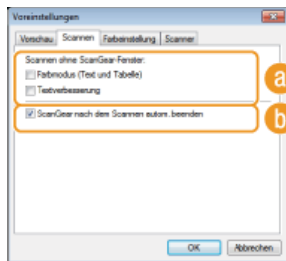 Voreinstellungen
Vorschau Scannen Farbeinstellung Scanner
Scannen ohne ScanGear-Fenster:
Farbmodus (Text und Tabelle)
Textverbesserung
a
ScanGear nach dem Scannen autom. beenden
b
OK Abbrechen